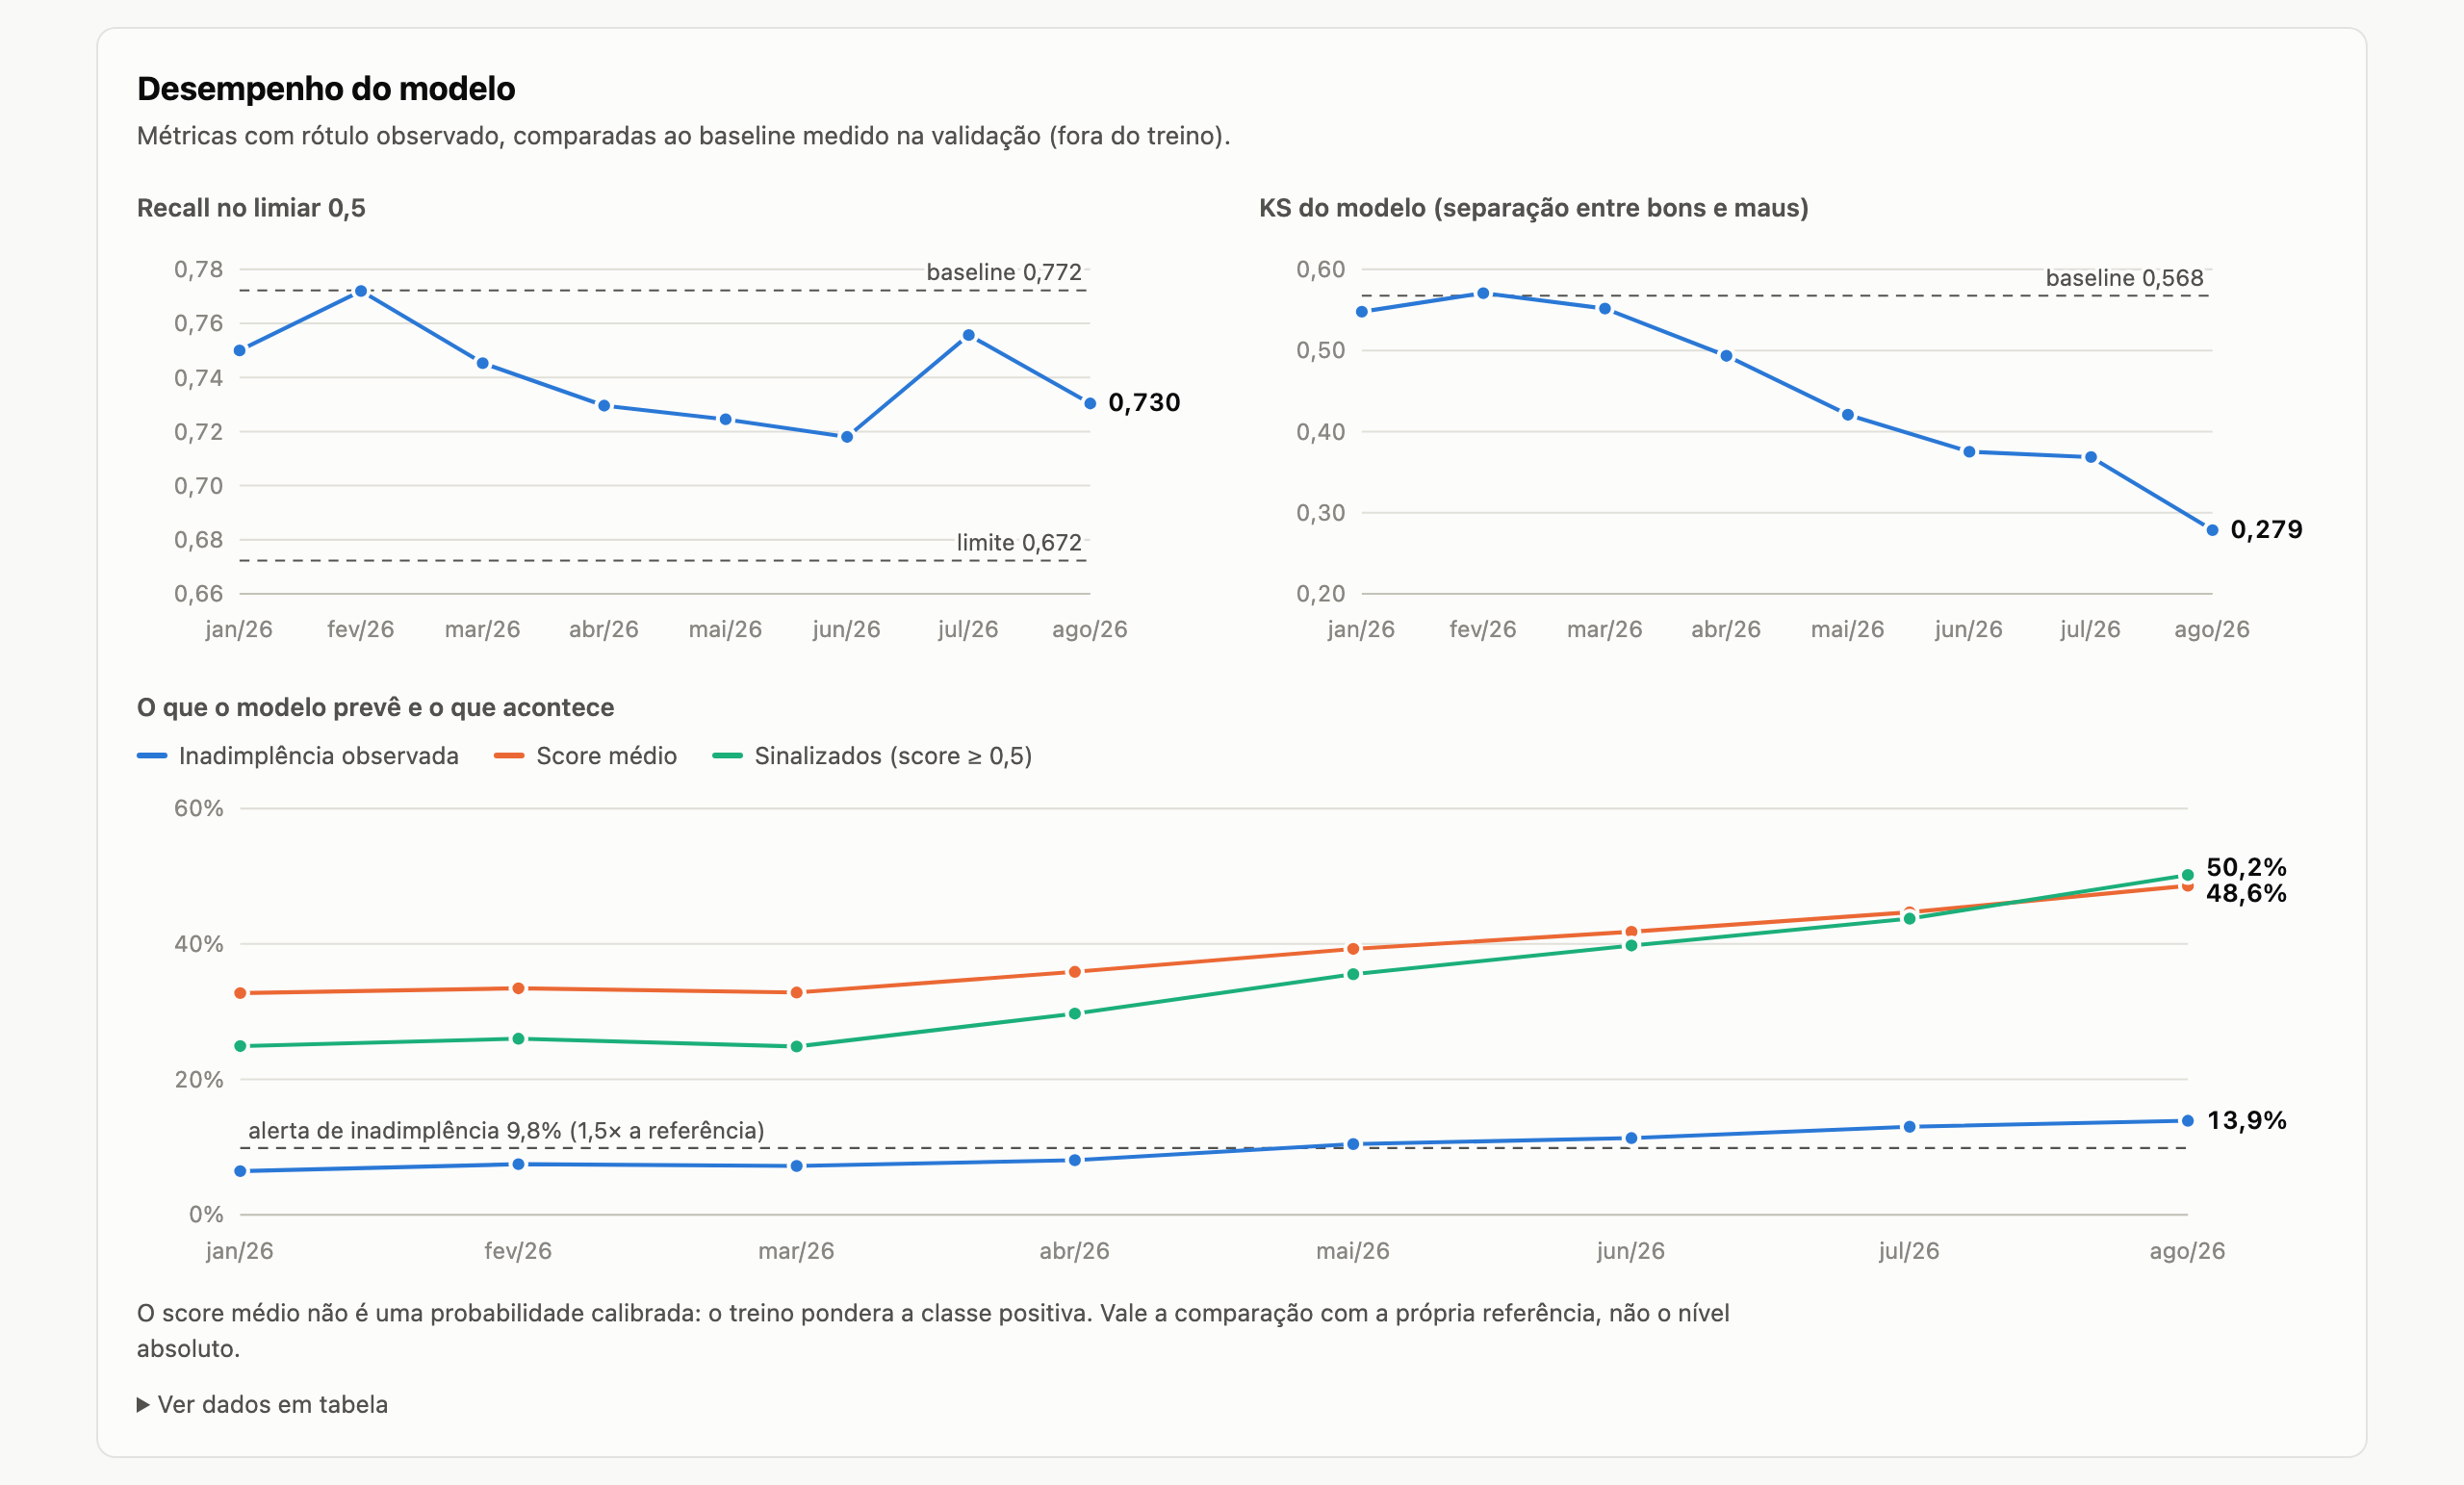 Desempenho do modelo
Métricas com rótulo observado, comparadas ao baseline medido na validação (fora do treino).
Recall no limiar 0,5
0,78
0,76
0,74
0,72
0,70
0,68
0,66
baseline 0,772
0,730
limite 0,672
jan/26
fev/26
mar/26
abr/26
mai/26
jun/26
jul/26
ago/26
KS do modelo (separação entre bons e maus)
0,60
0,50
0,40
0,30
0,20
baseline 0,568
0,279
jan/26
fev/26
mar/26
abr/26
mai/26
jun/26
jul/26
ago/26
O que o modelo prevê e o que acontece
Inadimplência observada
Score médio
Sinalizados (score ≥ 0,5)
60%
40%
20%
0%
50,2%
48,6%
alerta de inadimplência 9,8% (1,5× a referência)
13,9%
jan/26
fev/26
mar/26
abr/26
mai/26
jun/26
jul/26
ago/26
O score médio não é uma probabilidade calibrada: o treino pondera a classe positiva. Vale a comparação com a própria referência, não o nível
absoluto.
▶ Ver dados em tabela